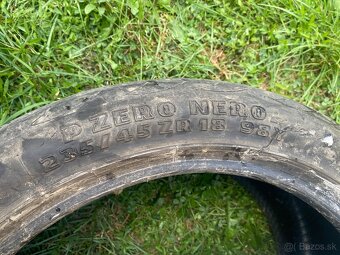 P ZERO NERO
235/45 ZR 18 98Y
Bazos.sk